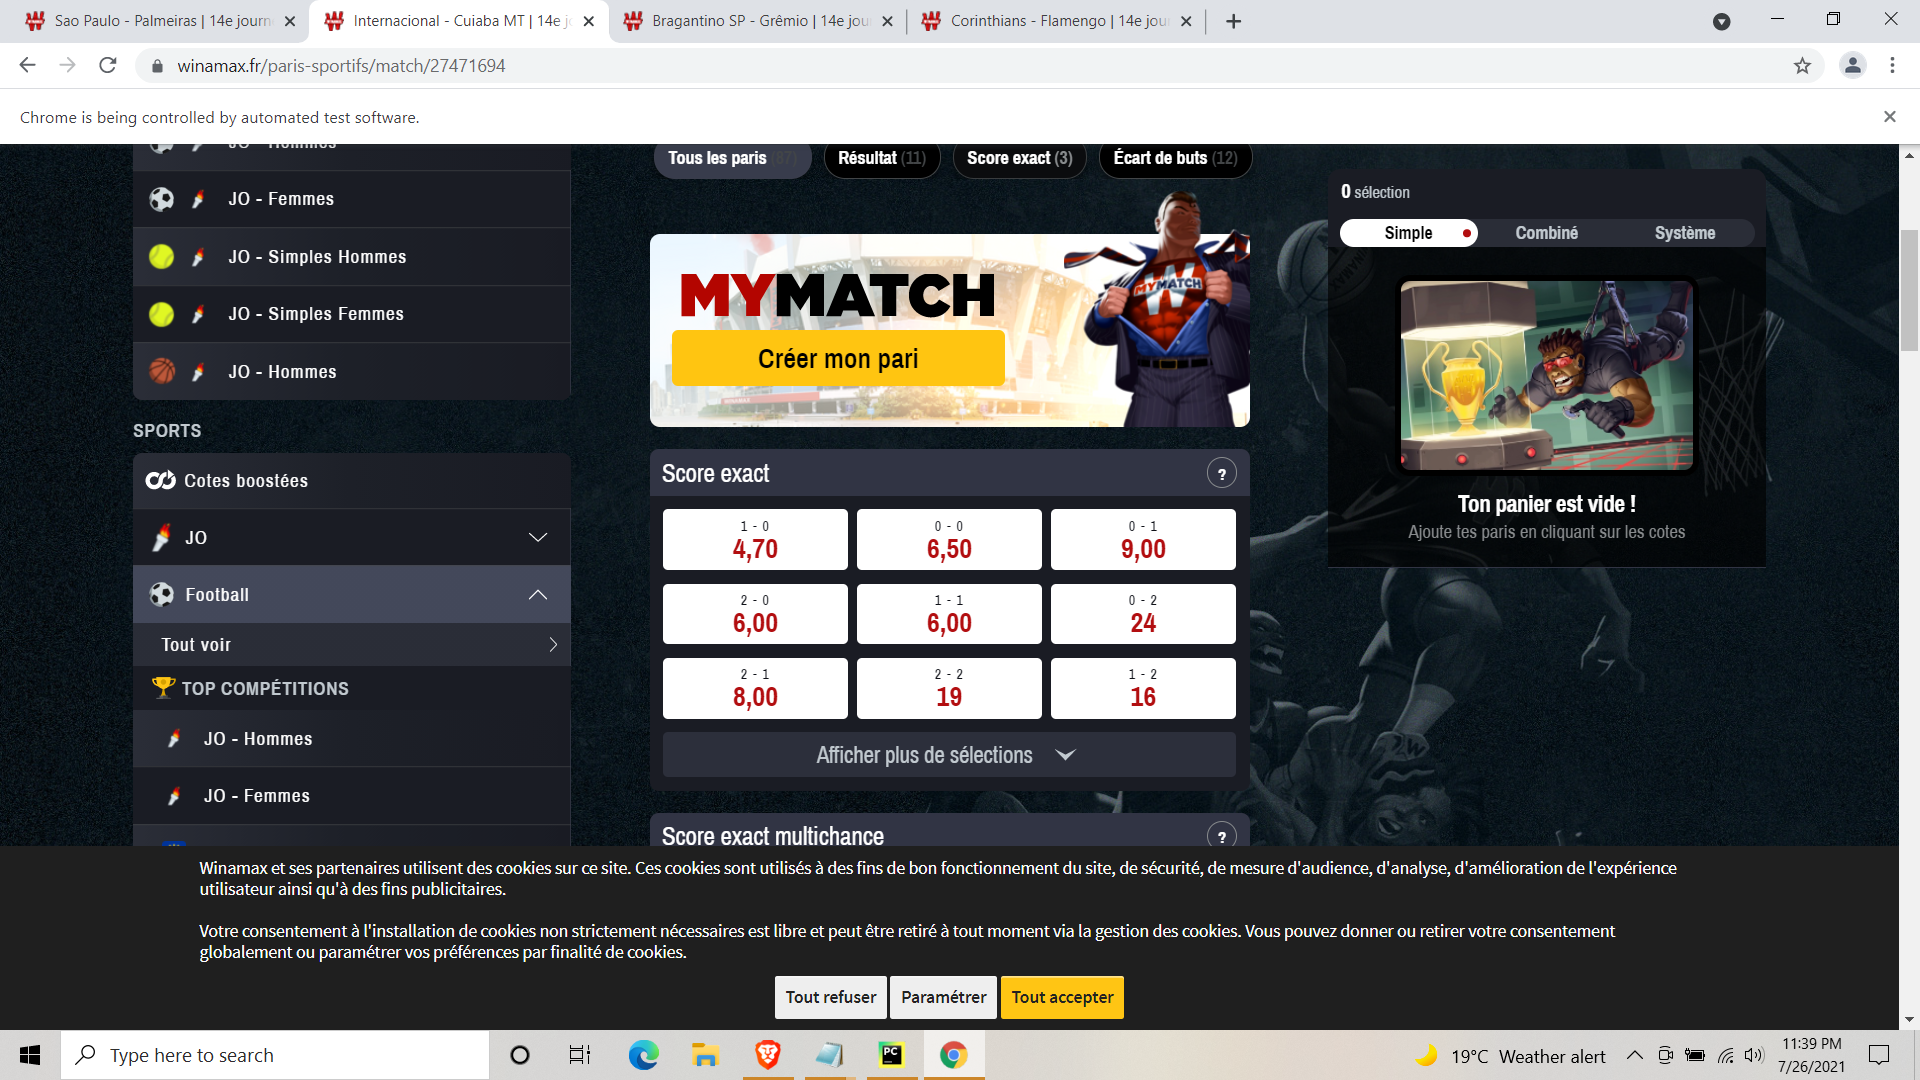 Sao Paulo - Palmeiras | 14e journ
Internacional - Cuiaba MT | 14e j
Bragantino SP - Grêmio | 14e jou
Corinthians - Flamengo | 14e jou
winamax.fr/paris-sportifs/match/27471694
Chrome is being controlled by automated test software.
JO - Hommes
JO - Femmes
JO - Simples Hommes
JO - Simples Femmes
JO - Hommes
SPORTS
Cotes boostées
JO
Football
Tout voir
TOP COMPÉTITIONS
JO - Hommes
JO - Femmes
Tous les paris (87)
Résultat (11)
Score exact (3)
Écart de buts (12)
MYMATCH
Créer mon pari
MYMATCH
WINAMAX
Score exact
?
1 - 0
4,70
0 - 0
6,50
0 - 1
9,00
2 - 0
6,00
1 - 1
6,00
0 - 2
24
2 - 1
8,00
2 - 2
19
1 - 2
16
Afficher plus de sélections
Score exact multichance
?
0 sélection
Simple
Combiné
Système
Ton panier est vide !
Ajoute tes paris en cliquant sur les cotes
Winamax et ses partenaires utilisent des cookies sur ce site. Ces cookies sont utilisés à des fins de bon fonctionnement du site, de sécurité, de mesure d'audience, d'analyse, d'amélioration de l'expérience
utilisateur ainsi qu'à des fins publicitaires.
Votre consentement à l'installation de cookies non strictement nécessaires est libre et peut être retiré à tout moment via la gestion des cookies. Vous pouvez donner ou retirer votre consentement
globalement ou paramétrer vos préférences par finalité de cookies.
Tout refuser
Paramétrer
Tout accepter
Type here to search
PC
19°C Weather alert
11:39 PM
7/26/2021